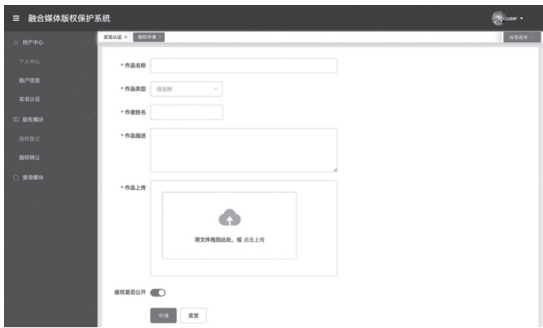 融合媒体版权保护系统
user
用户中心
个人中心
账户信息
实名认证
版权模块
版权登记
版权转让
查询模块
实名认证 ×
版权申请 ×
标签选项
* 作品名称
* 作品类型
请选择
* 作者姓名
* 作品描述
* 作品上传
将文件拖到此处，或 点击上传
版权是否公开
申请
重置